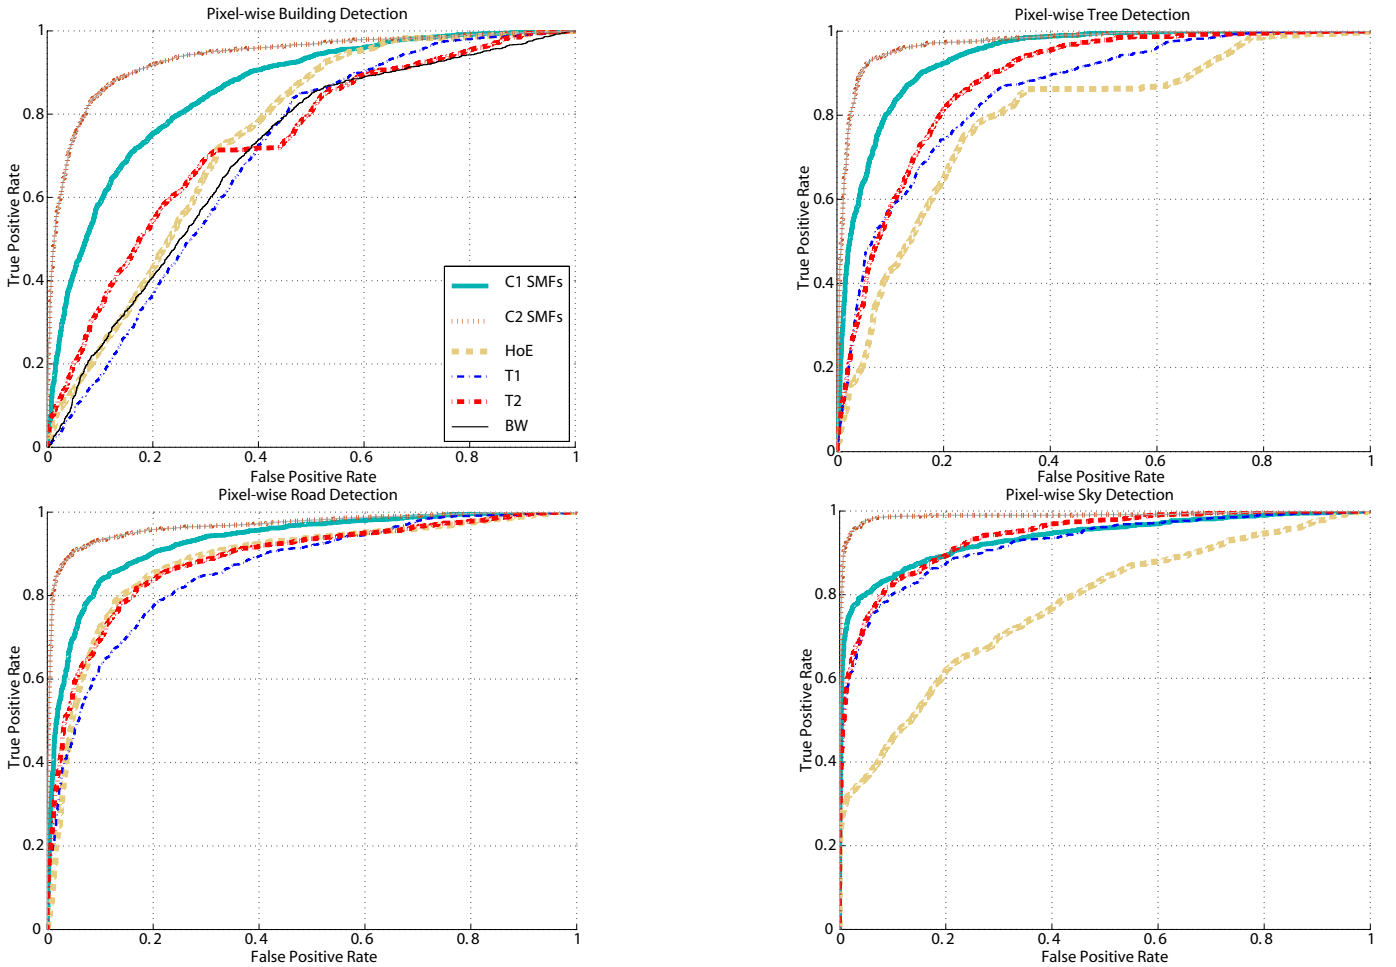 Pixel-wise Building Detection
True Positive Rate
1
0.8
0.6
0.4
0.2
0
0
0.2
0.4
0.6
0.8
1
False Positive Rate
C1 SMFs
C2 SMFs
HoE
T1
T2
BW
Pixel-wise Tree Detection
True Positive Rate
1
0.8
0.6
0.4
0.2
0
0
0.2
0.4
0.6
0.8
1
False Positive Rate
Pixel-wise Road Detection
True Positive Rate
1
0.8
0.6
0.4
0.2
0
0
0.2
0.4
0.6
0.8
1
False Positive Rate
Pixel-wise Sky Detection
True Positive Rate
1
0.8
0.6
0.4
0.2
0
0
0.2
0.4
0.6
0.8
1
False Positive Rate